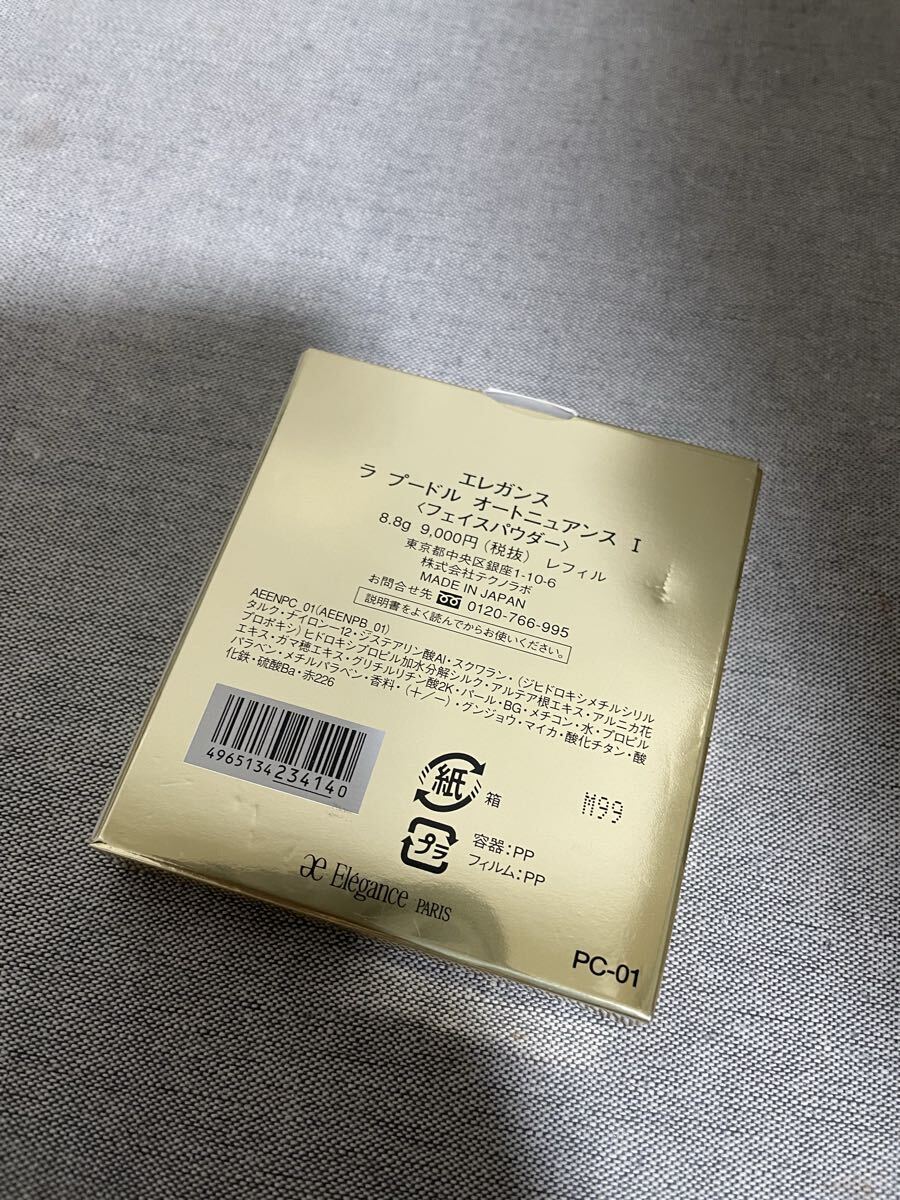 エレガンス
ラ プードル オートニュアンス I
〈フェイスパウダー〉
8.8g 9,000円(税抜) レフィル
東京都中央区銀座1-10-6
株式会社テクノラボ
MADE IN JAPAN
お問合せ先 0120-766-995
説明書をよく読んでからお使いください。
AEENPC_01(AEENPB_01)
タルク・ナイロン-12・ジステアリン酸Al・スクワラン・(ジヒドロキシメチルシリル
プロポキシ)ヒドロキシプロピル加水分解シルク・アルテア根エキス・アルニカ花
エキス・ガマ穂エキス・グリチルリチン酸2K・パール・BG・メチコン・水・プロピル
パラベン・メチルパラベン・香料・(+/-)・グンジョウ・マイカ・酸化チタン・酸
化鉄・硫酸Ba・赤226
4965134234140
紙 箱
M99
プラ 容器:PP
フィルム:PP
æ Elégance PARIS
PC-01